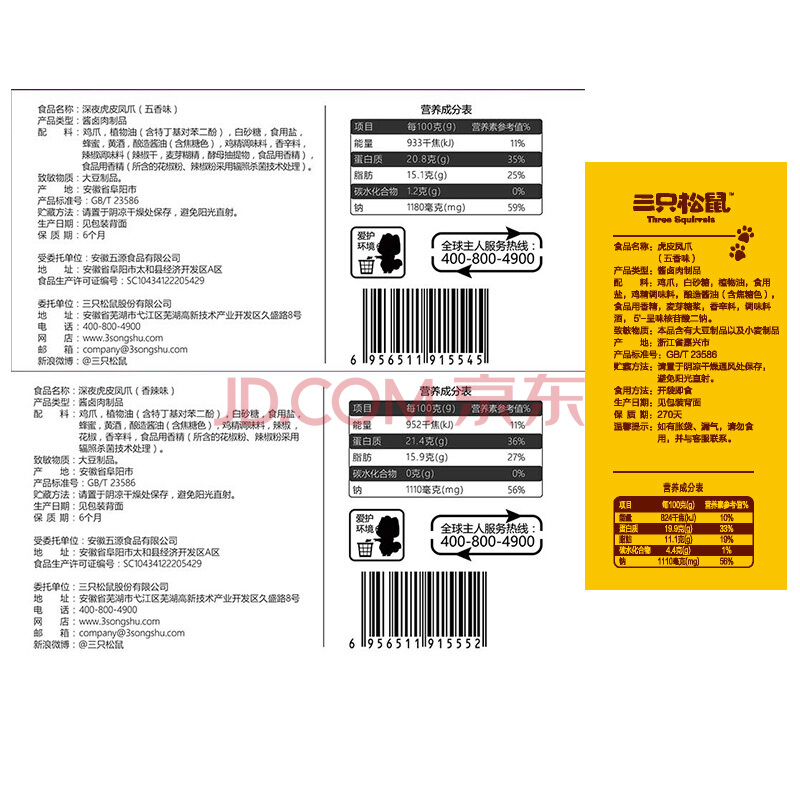 食品名称：深夜虎皮凤爪（五香味）
产品类型：酱卤肉制品
配　　料：鸡爪，植物油（含特丁基对苯二酚），白砂糖，食用盐，
蜂蜜，黄酒，酿造酱油（含焦糖色），鸡精调味料，香辛料，
辣椒调味料（辣椒干，麦芽糊精，酵母抽提物，食品用香精），
食品用香精（所含的花椒粉、辣椒粉采用辐照杀菌技术处理）。
致敏物质：大豆制品。
产　　地：安徽省阜阳市
产品标准号：GB/T 23586
贮藏方法：请置于阴凉干燥处保存，避免阳光直射。
生产日期：见包装背面
保 质 期：6个月
受委托单位：安徽五源食品有限公司
地　　址：安徽省阜阳市太和县经济开发区A区
食品生产许可证编号：SC10434122205429
委托单位：三只松鼠股份有限公司
地　　址：安徽省芜湖市弋江区芜湖高新技术产业开发区久盛路8号
电　　话：400-800-4900
网　　店：www.3songshu.com
邮　　箱：company@3songshu.com
新浪微博：@三只松鼠
营养成分表
项目 每100克(g) 营养素参考值%
能量 933千焦(kJ) 11%
蛋白质 20.8克(g) 35%
脂肪 15.1克(g) 25%
碳水化合物 1.2克(g) 0%
钠 1180毫克(mg) 59%
爱护
环境
全球主人服务热线：
400-800-4900
6 956511 915545
食品名称：深夜虎皮凤爪（香辣味）
产品类型：酱卤肉制品
配　　料：鸡爪，植物油（含特丁基对苯二酚），白砂糖，食用盐，
蜂蜜，黄酒，酿造酱油（含焦糖色），鸡精调味料，辣椒，
花椒，香辛料，食品用香精（所含的花椒粉、辣椒粉采用
辐照杀菌技术处理）。
致敏物质：大豆制品。
产　　地：安徽省阜阳市
产品标准号：GB/T 23586
贮藏方法：请置于阴凉干燥处保存，避免阳光直射。
生产日期：见包装背面
保 质 期：6个月
受委托单位：安徽五源食品有限公司
地　　址：安徽省阜阳市太和县经济开发区A区
食品生产许可证编号：SC10434122205429
委托单位：三只松鼠股份有限公司
地　　址：安徽省芜湖市弋江区芜湖高新技术产业开发区久盛路8号
电　　话：400-800-4900
网　　店：www.3songshu.com
邮　　箱：company@3songshu.com
新浪微博：@三只松鼠
营养成分表
项目 每100克(g) 营养素参考值%
能量 952千焦(kJ) 11%
蛋白质 21.4克(g) 36%
脂肪 15.9克(g) 27%
碳水化合物 0克(g) 0%
钠 1110毫克(mg) 56%
爱护
环境
全球主人服务热线：
400-800-4900
6 956511 915552
JD.COM 京东
三只松鼠™
Three Squirrels
食品名称：虎皮凤爪
（五香味）
产品类型：酱卤肉制品
配　　料：鸡爪，白砂糖，植物油，食用
盐，鸡精调味料，酿造酱油（含焦糖色），
食品用香精，麦芽糖浆，香辛料，调味料
酒，5'-呈味核苷酸二钠。
致敏物质：本品含有大豆制品以及小麦制品
产　　地：浙江省嘉兴市
产品标准号：GB/T 23586
贮藏方法：请置于阴凉干燥通风处保存，
避免阳光直射。
食用方法：开袋即食
生产日期：见包装背面
保 质 期：270天
温馨提示：如有胀袋、漏气，请勿食
用，并与客服联系。
营养成分表
项目 每100克(g) 营养素参考值%
能量 824千焦(kJ) 10%
蛋白质 19.9克(g) 33%
脂肪 11.1克(g) 19%
碳水化合物 4.4克(g) 1%
钠 1110毫克(mg) 56%